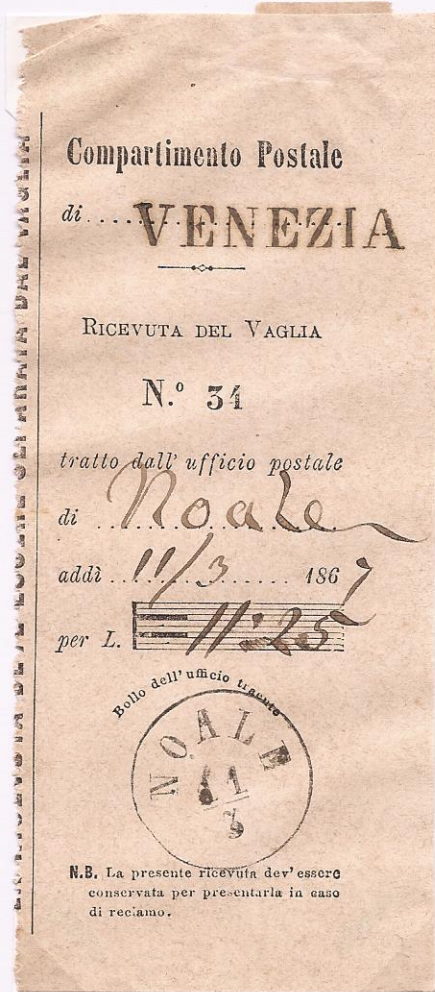 Compartimento Postale
di VENEZIA
RICEVUTA DEL VAGLIA
N.º 34
tratto dall' ufficio postale
di Noale
addì 11/3 1867
per L. 11:25
Bollo dell' ufficio traente
NOALE
11
3
N.B. La presente ricevuta dev' essere
conservata per presentarla in caso
di reclamo.